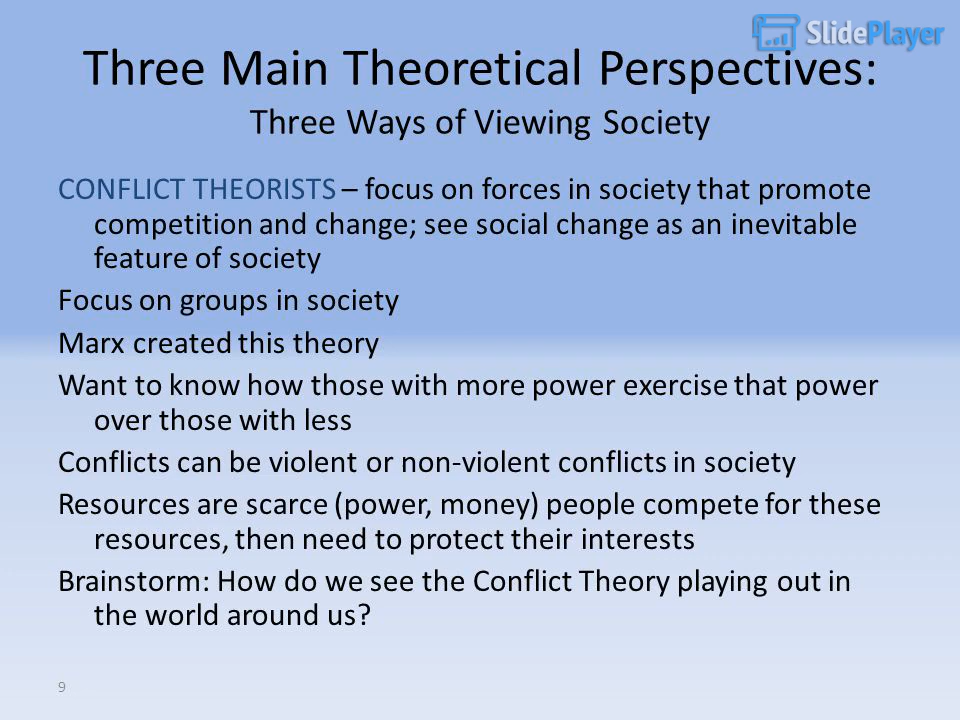 SlidePlayer
Three Main Theoretical Perspectives:
Three Ways of Viewing Society
CONFLICT THEORISTS – focus on forces in society that promote
competition and change; see social change as an inevitable
feature of society
Focus on groups in society
Marx created this theory
Want to know how those with more power exercise that power
over those with less
Conflicts can be violent or non-violent conflicts in society
Resources are scarce (power, money) people compete for these
resources, then need to protect their interests
Brainstorm: How do we see the Conflict Theory playing out in
the world around us?
9